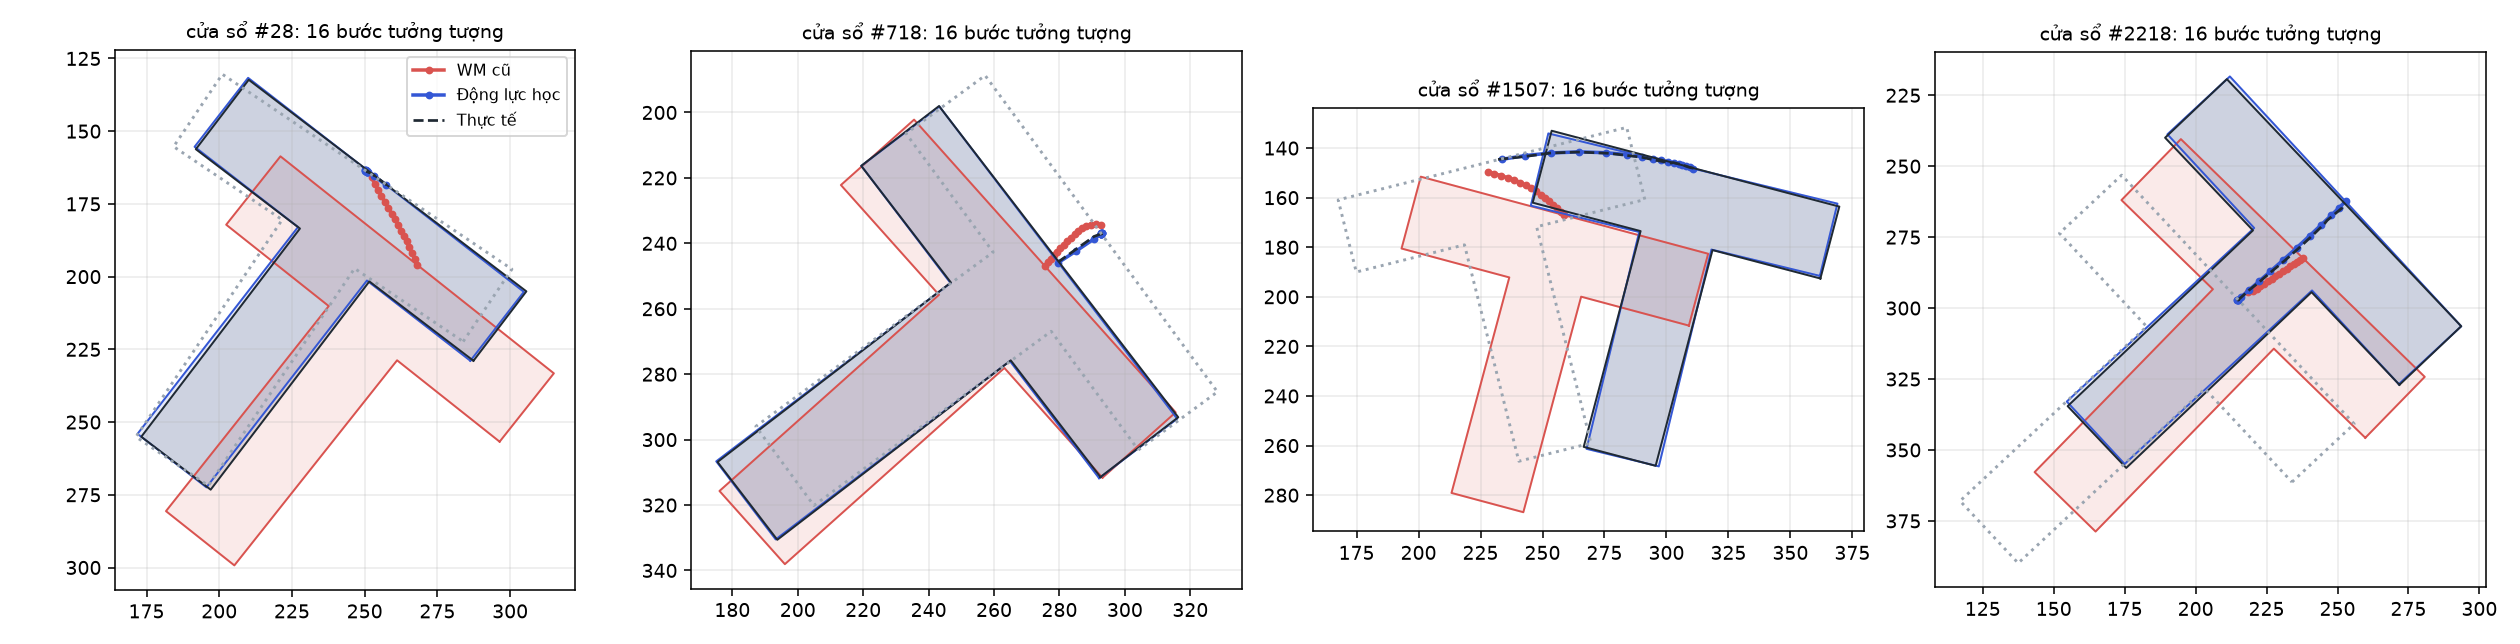 cửa sổ #28: 16 bước tưởng tượng
125
150
175
200
225
250
275
300
175 200 225 250 275 300
WM cũ
Động lực học
Thực tế
cửa sổ #718: 16 bước tưởng tượng
200
220
240
260
280
300
320
340
180 200 220 240 260 280 300 320
cửa sổ #1507: 16 bước tưởng tượng
140
160
180
200
220
240
260
280
175 200 225 250 275 300 325 350 375
cửa sổ #2218: 16 bước tưởng tượng
225
250
275
300
325
350
375
125 150 175 200 225 250 275 300